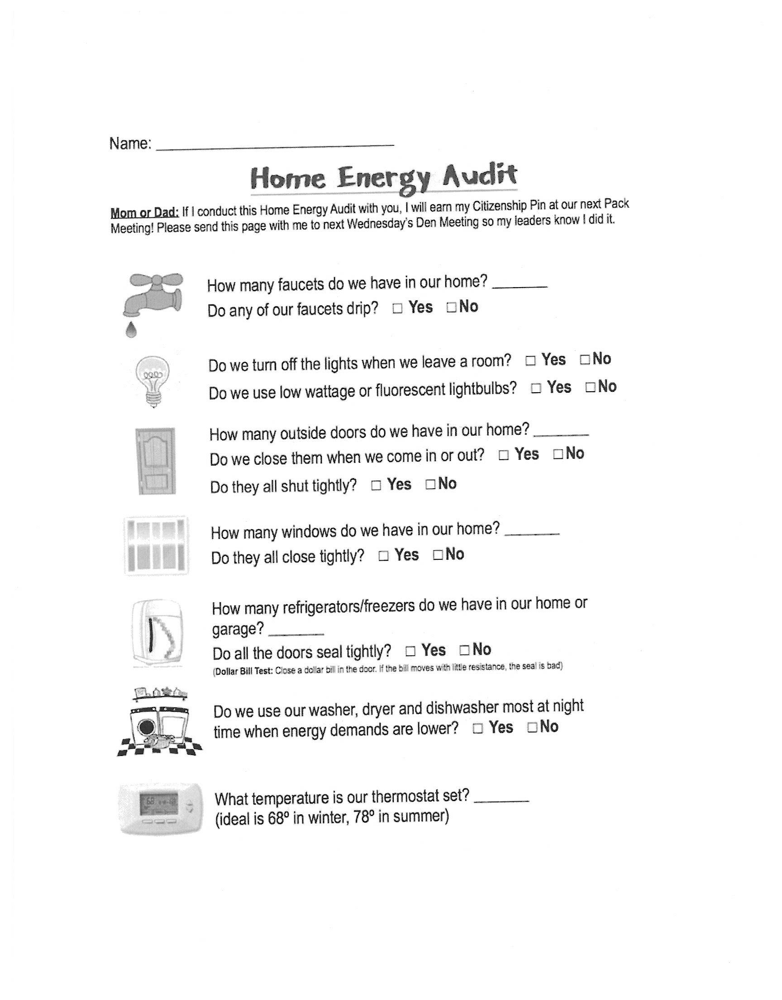 Name: ____________
Home Energy Audit
Mom or Dad: If I conduct this Home Energy Audit with you, I will earn my Citizenship Pin at our next Pack
Meeting! Please send this page with me to next Wednesday's Den Meeting so my leaders know I did it.
How many faucets do we have in our home? ______
Do any of our faucets drip? □ Yes □ No
Do we turn off the lights when we leave a room? □ Yes □ No
Do we use low wattage or fluorescent lightbulbs? □ Yes □ No
How many outside doors do we have in our home? ______
Do we close them when we come in or out? □ Yes □ No
Do they all shut tightly? □ Yes □ No
How many windows do we have in our home? ______
Do they all close tightly? □ Yes □ No
How many refrigerators/freezers do we have in our home or
garage? ______
Do all the doors seal tightly? □ Yes □ No
(Dollar Bill Test: Close a dollar bill in the door. If the bill moves with little resistance, the seal is bad)
Do we use our washer, dryer and dishwasher most at night
time when energy demands are lower? □ Yes □ No
68
What temperature is our thermostat set? ______
(ideal is 68º in winter, 78º in summer)